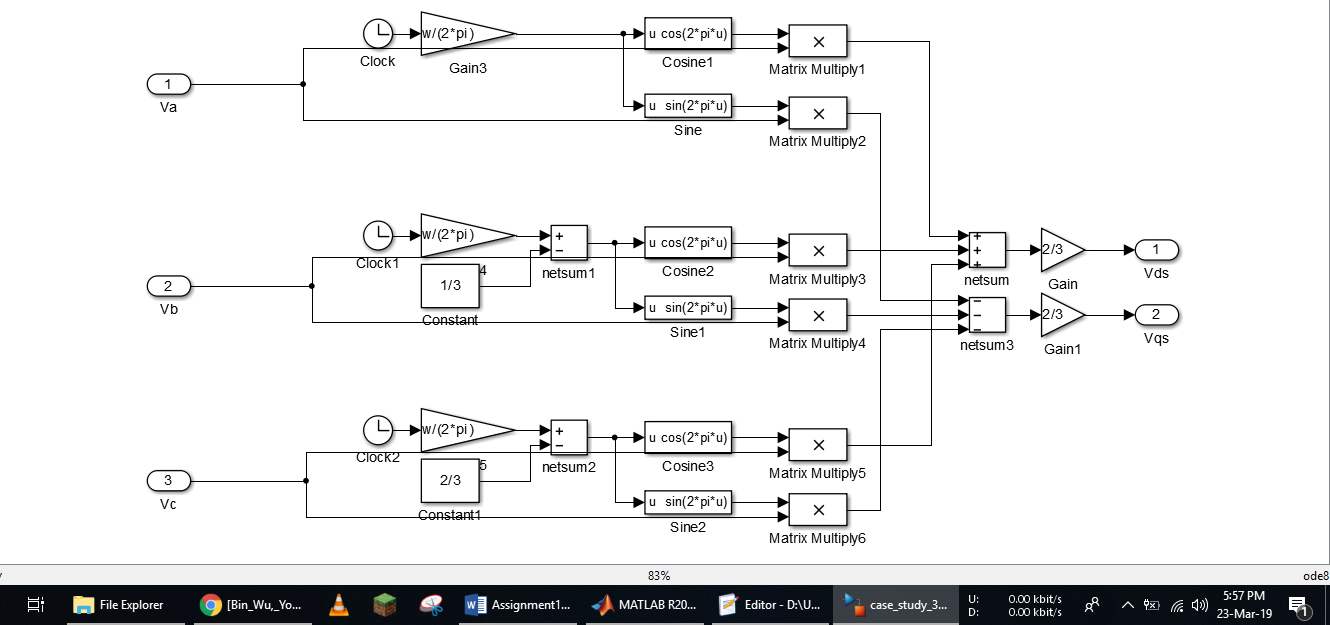 Clock
w/(2*pi)
Gain3
u cos(2*pi*u)
Cosine1
×
Matrix Multiply1
1
Va
u sin(2*pi*u)
Sine
×
Matrix Multiply2
Clock1
w/(2*pi)
4
1/3
Constant
+
−
netsum1
u cos(2*pi*u)
Cosine2
×
Matrix Multiply3
2
Vb
u sin(2*pi*u)
Sine1
×
Matrix Multiply4
+
+
+
netsum
2/3
Gain
1
Vds
−
−
−
netsum3
2/3
Gain1
2
Vqs
Clock2
w/(2*pi)
5
2/3
Constant1
+
−
netsum2
u cos(2*pi*u)
Cosine3
×
Matrix Multiply5
3
Vc
u sin(2*pi*u)
Sine2
×
Matrix Multiply6
83%
ode8
File Explorer
[Bin_Wu,_Yo...
Assignment1...
MATLAB R20...
Editor - D:\U...
case_study_3...
U: 0.00 kbit/s
D: 0.00 kbit/s
5:57 PM
23-Mar-19
1